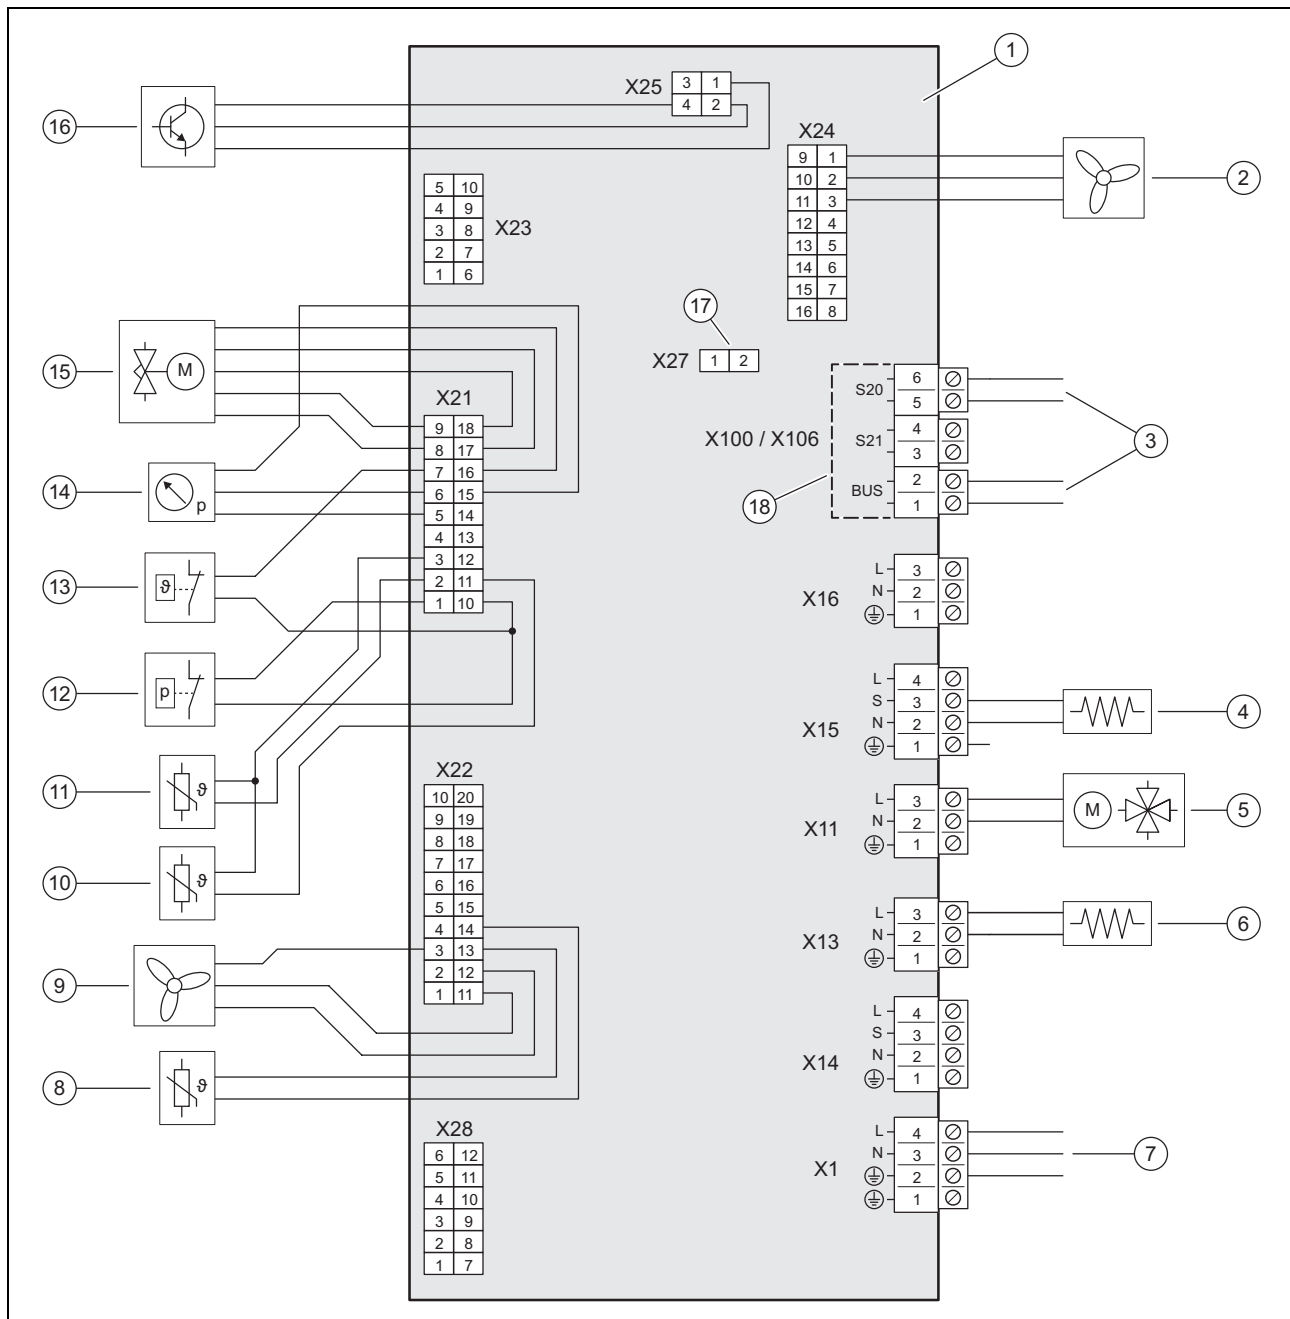 1
X25
3 1
4 2
16
X24
9 1
10 2
11 3
12 4
13 5
14 6
15 7
16 8
2
5 10
4 9
3 8
2 7
1 6
X23
17
X27
1 2
15
M
X21
9 18
8 17
7 16
6 15
5 14
4 13
3 12
2 11
1 10
X100 / X106
S20
6
5
S21
4
3
BUS
2
1
3
18
14
p
13
ϑ
X16
L 3
N 2
1
12
p
X15
L 4
S 3
N 2
1
4
11
ϑ
X22
10 20
9 19
8 18
7 17
6 16
5 15
4 14
3 13
2 12
1 11
X11
L 3
N 2
1
M
5
10
ϑ
X13
L 3
N 2
1
6
9
X14
L 4
S 3
N 2
1
8
ϑ
X28
6 12
5 11
4 10
3 9
2 8
1 7
X1
L 4
N 3
2
1
7